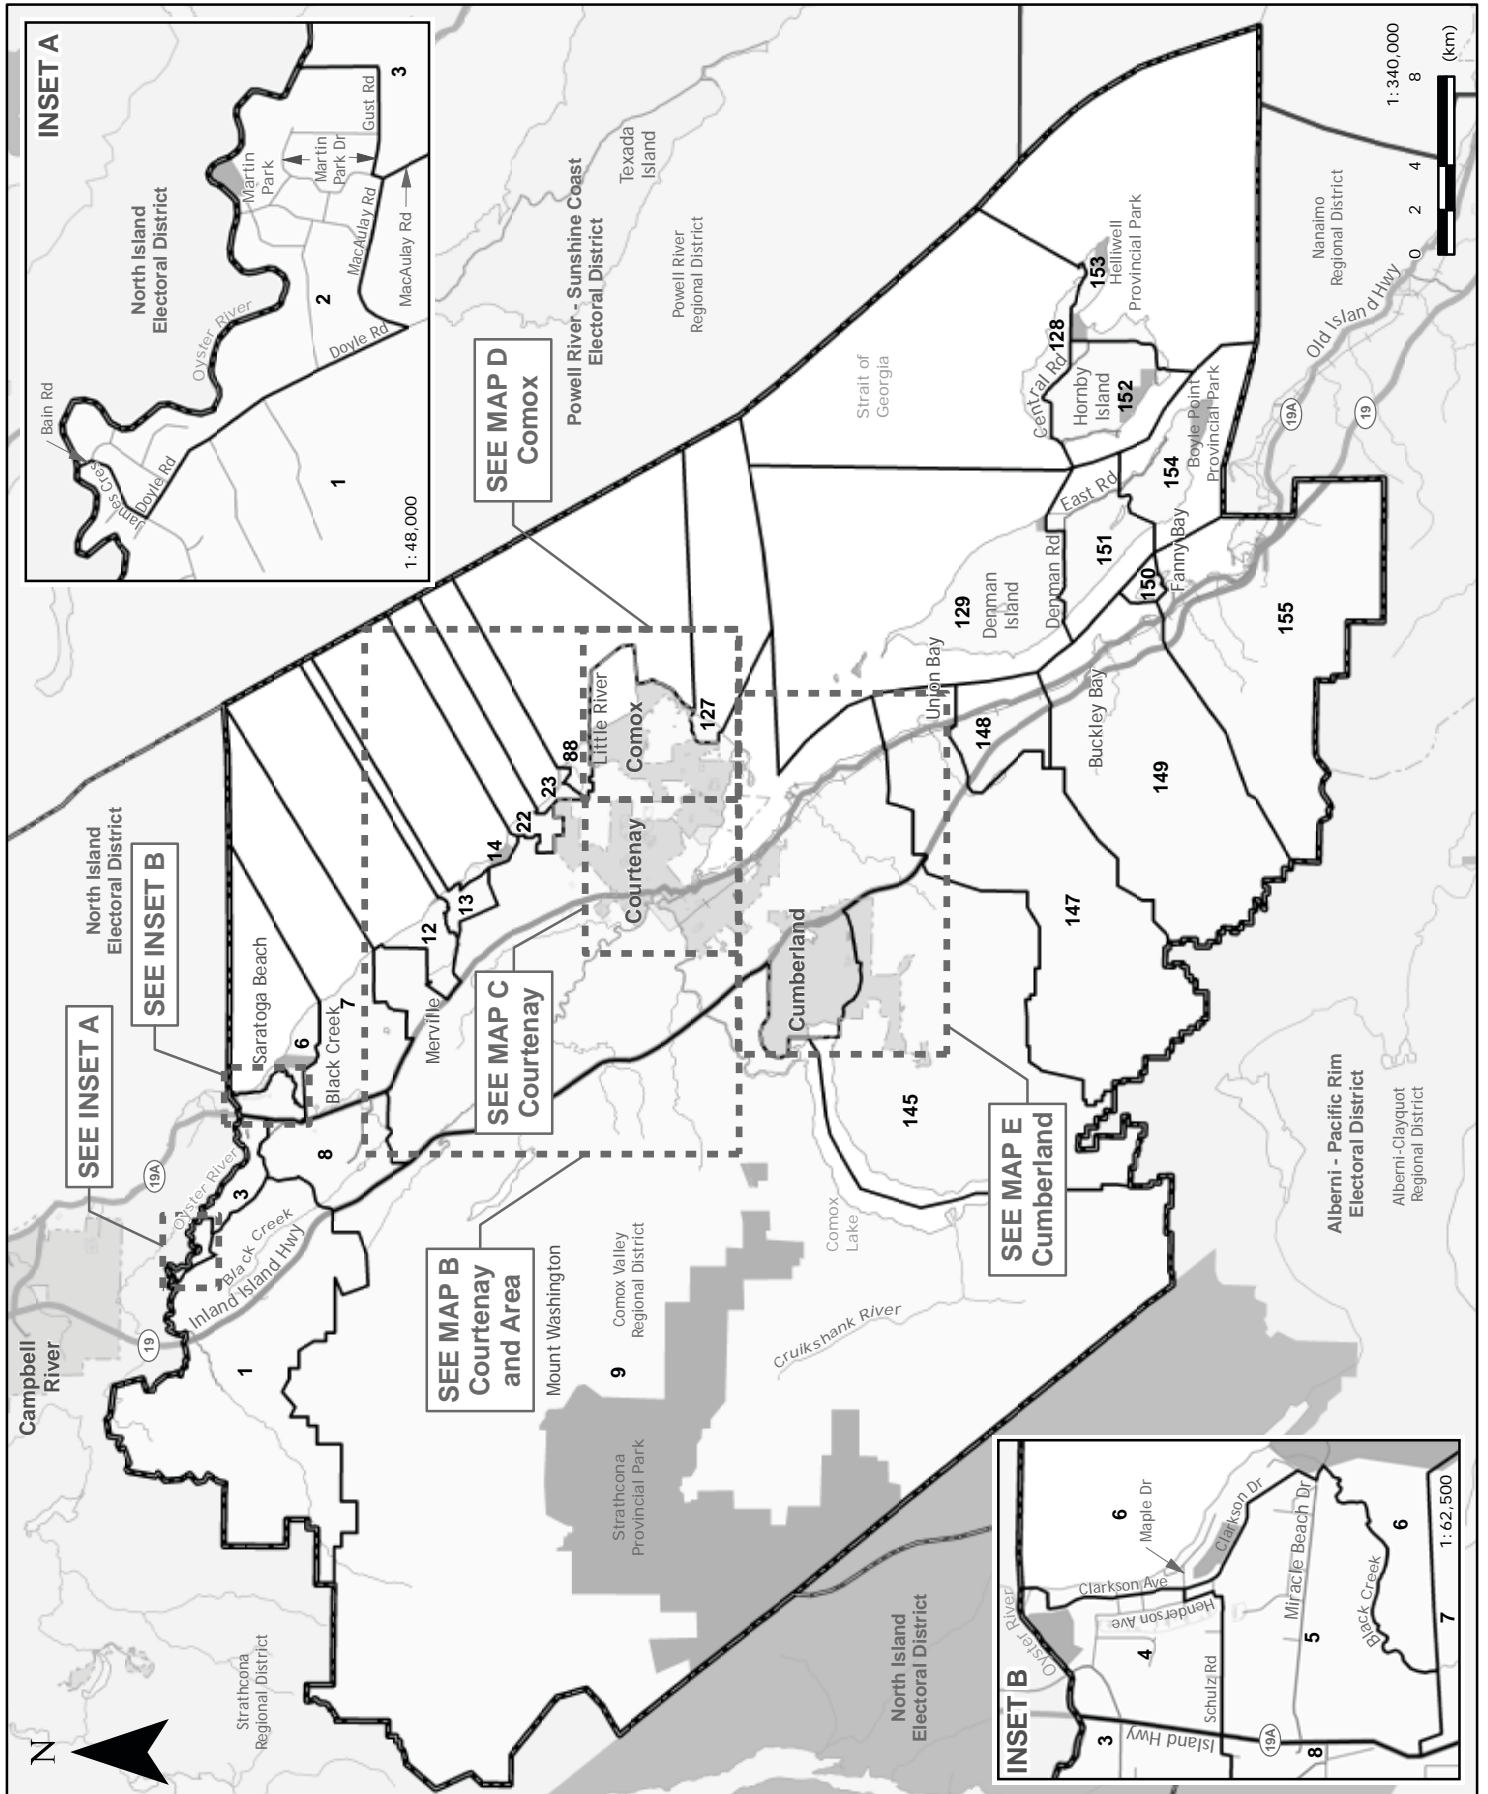 INSET A
North Island
Electoral District
Bain Rd
James Cres
Doyle Rd
Oyster River
Martin
Park
Martin
Park Dr
Gust Rd
MacAulay Rd
MacAulay Rd
Doyle Rd
1
2
3
1: 48,000
N
Campbell
River
Strathcona
Regional District
19
19A
Oyster River
SEE INSET A
SEE INSET B
North Island
Electoral District
Saratoga Beach
Black Creek
Inland Island Hwy
Black Creek
Merville
1
3
8
6
7
12
13
14
22
23
88
9
SEE MAP B
Courtenay
and Area
SEE MAP C
Courtenay
SEE MAP D
Comox
SEE MAP E
Cumberland
Powell River - Sunshine Coast
Electoral District
Texada
Island
Powell River
Regional District
Strait of
Georgia
Little River
Comox
Courtenay
Cumberland
127
Mount Washington
Comox Valley
Regional District
Strathcona
Provincial Park
Cruikshank River
Comox
Lake
145
147
148
149
Union Bay
Buckley Bay
129
Denman
Island
Denman Rd
East Rd
151
150
Fanny Bay
154
Boyle Point
Provincial Park
155
Central Rd
128
Hornby
Island
152
153
Helliwell
Provincial Park
19A
19
Old Island Hwy
Nanaimo
Regional District
1: 340,000
0
2
4
8
(km)
Alberni - Pacific Rim
Electoral District
Alberni-Clayquot
Regional District
North Island
Electoral District
INSET B
Oyster River
6
Maple Dr
Clarkson Ave
Clarkson Dr
Henderson Ave
4
Schulz Rd
Miracle Beach Dr
5
Black Creek
6
7
3
Island Hwy
19A
8
1: 62,500